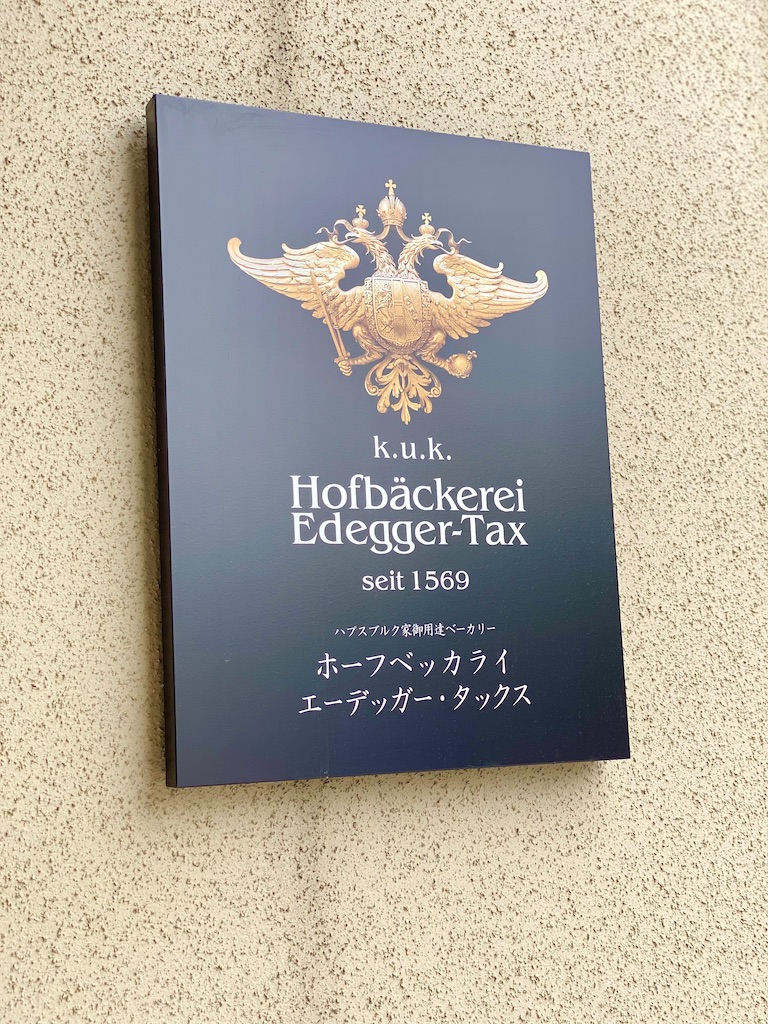 k.u.k.
Hofbäckerei
Edegger-Tax
seit 1569
ハプスブルク家御用達ベーカリー
ホーフベッカライ
エーデッガー・タックス